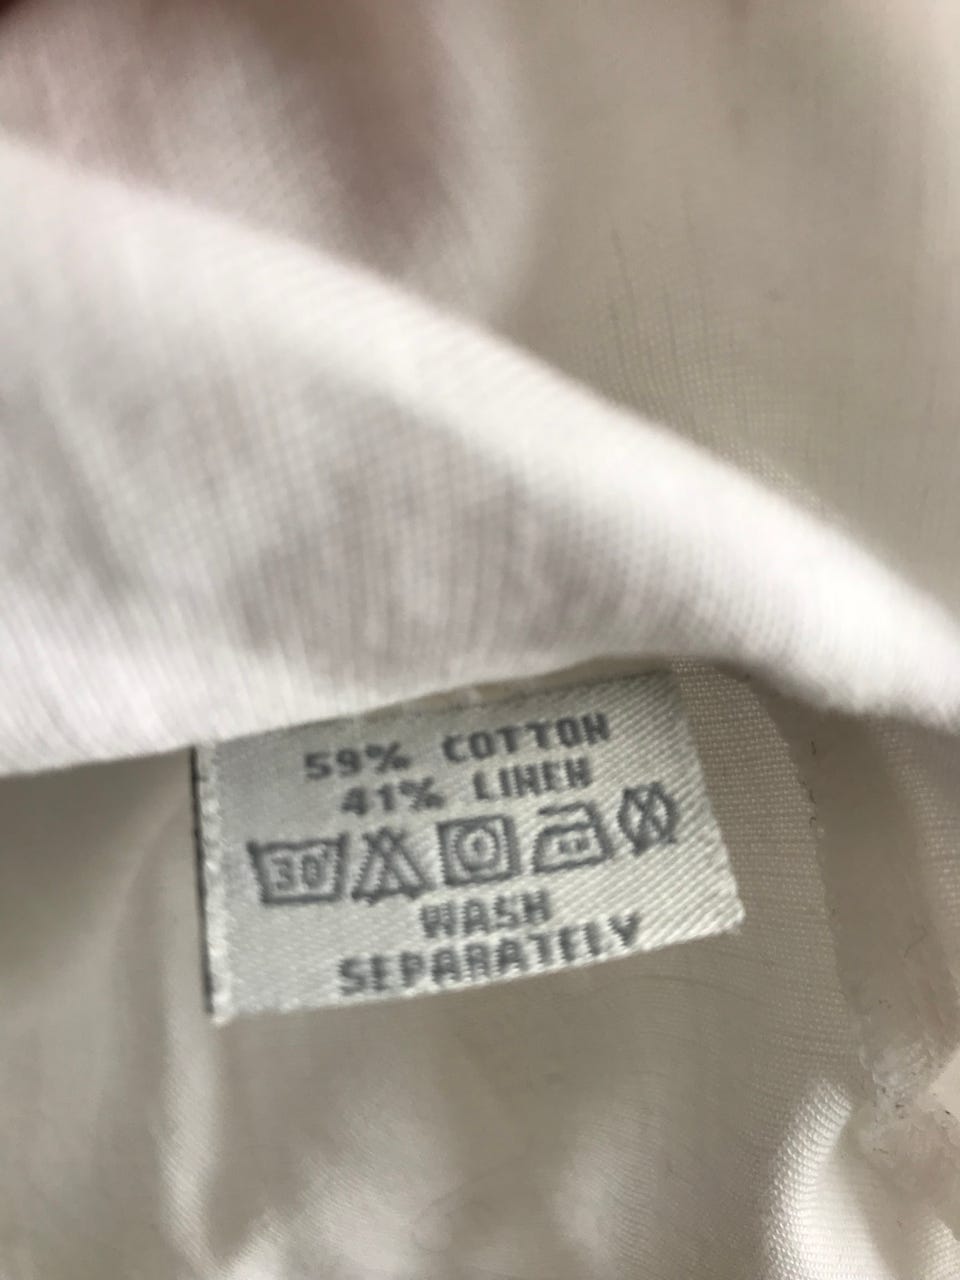 59% COTTON
41% LINEN
30°
WASH
SEPARATELY